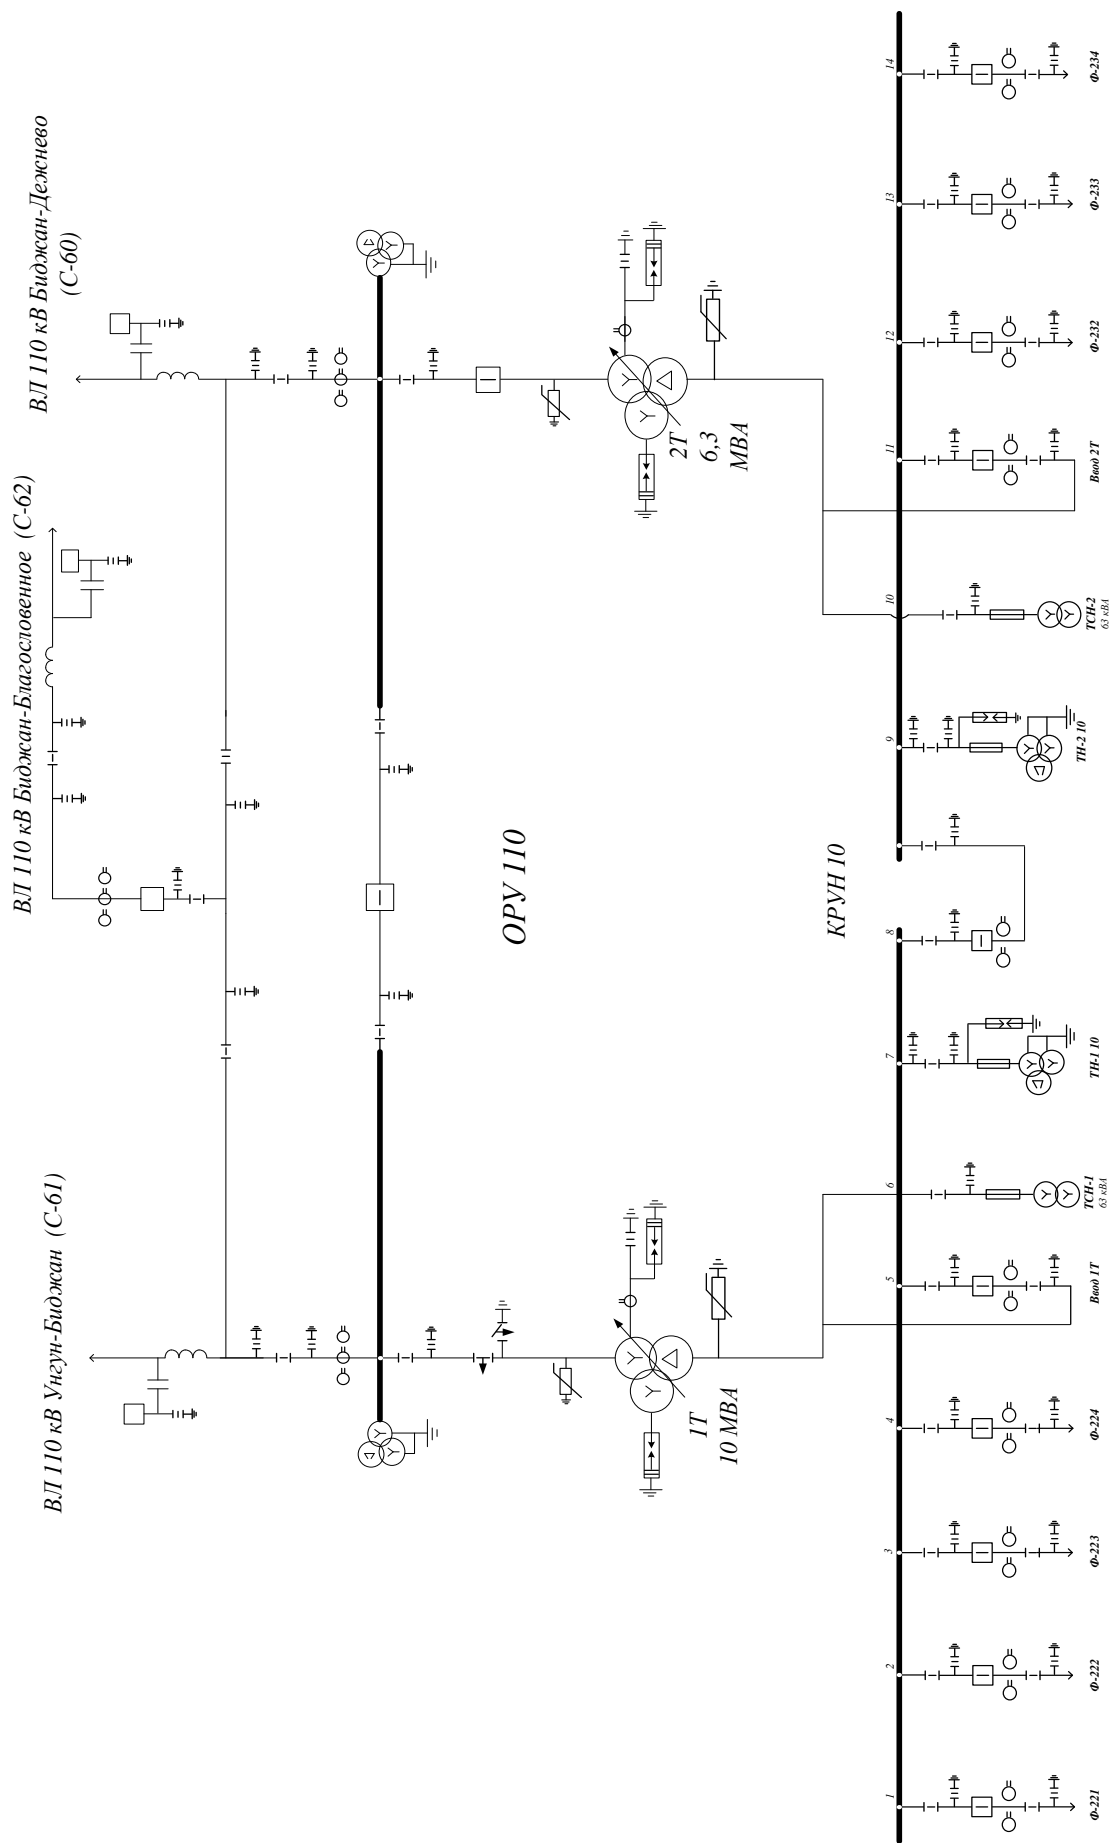 ВЛ 110 кВ Унгун-Биджан (С-61)
ВЛ 110 кВ Биджан-Благословенное (С-62)
ВЛ 110 кВ Биджан-Дежнево
(С-60)
ОРУ 110
1Т
10 МВА
2Т
6,3
МВА
КРУН 10
1
2
3
4
5
6
7
8
9
10
11
12
13
14
Ф-221
Ф-222
Ф-223
Ф-224
Ввод 1Т
ТСН-1
63 кВА
ТН-1 10
ТН-2 10
ТСН-2
63 кВА
Ввод 2Т
Ф-232
Ф-233
Ф-234